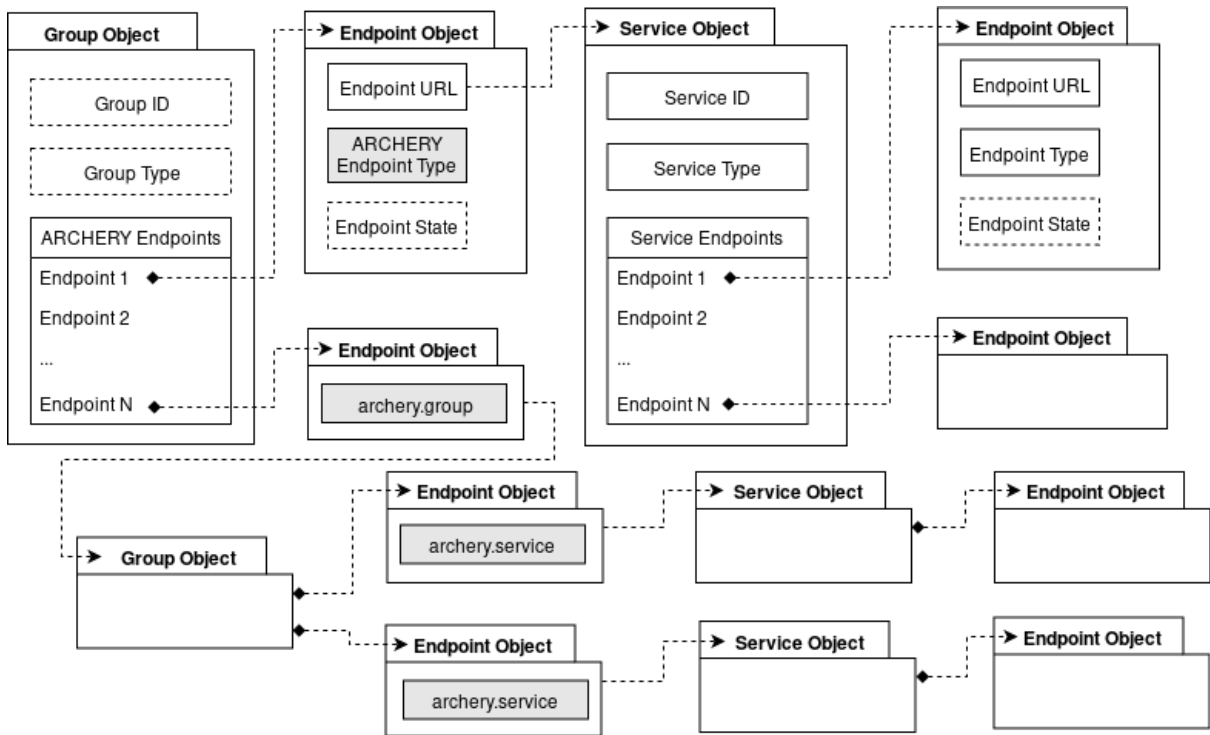 Group Object
Group ID
Group Type
ARCHERY Endpoints
Endpoint 1
Endpoint 2
...
Endpoint N
Endpoint Object
Endpoint URL
ARCHERY
Endpoint Type
Endpoint State
Service Object
Service ID
Service Type
Service Endpoints
Endpoint 1
Endpoint 2
...
Endpoint N
Endpoint Object
Endpoint URL
Endpoint Type
Endpoint State
Endpoint Object
archery.group
Endpoint Object
Group Object
Endpoint Object
archery.service
Service Object
Endpoint Object
Endpoint Object
archery.service
Service Object
Endpoint Object